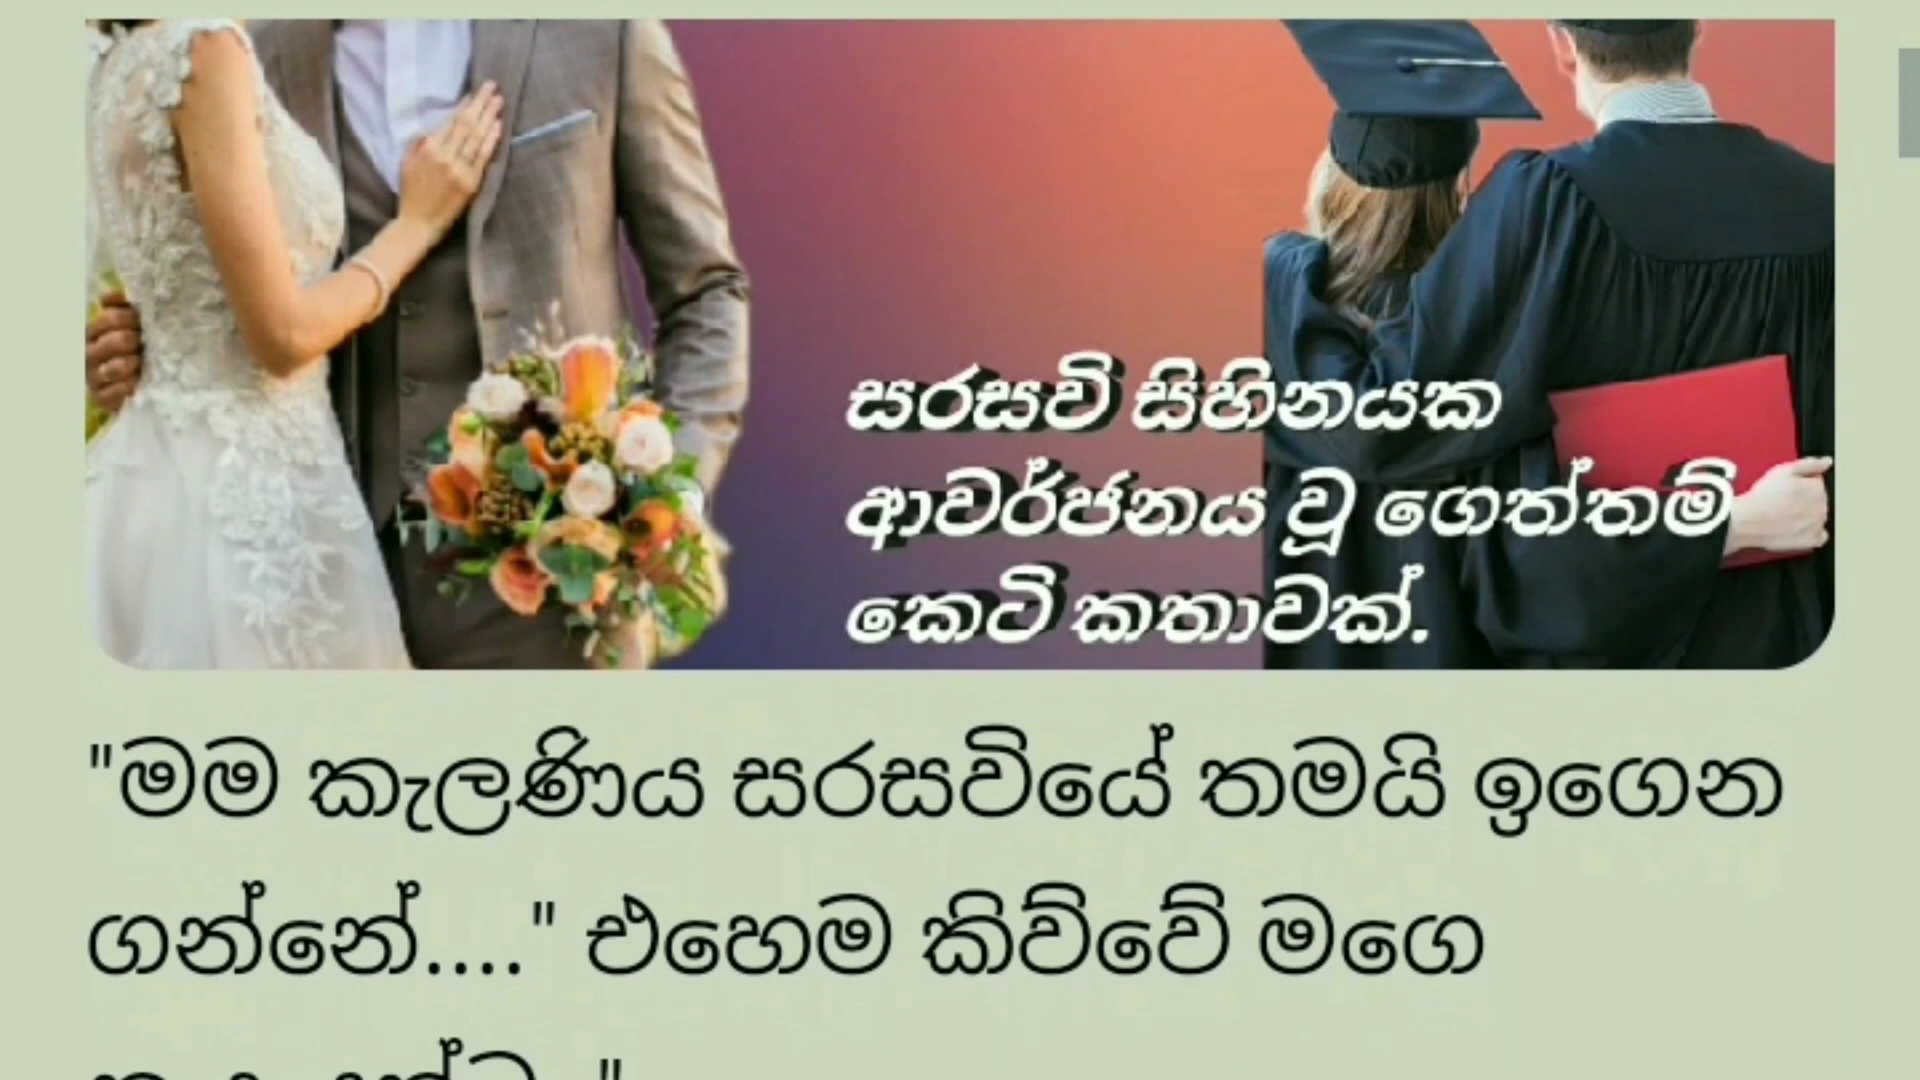 සරසවි සිහිනයක
ආවර්ජනය වූ ගෙත්තම්
කෙටි කතාවක්.
"මම කැලණිය සරසවියේ තමයි ඉගෙන
ගන්නේ...." එහෙම කිව්වේ මගෙ